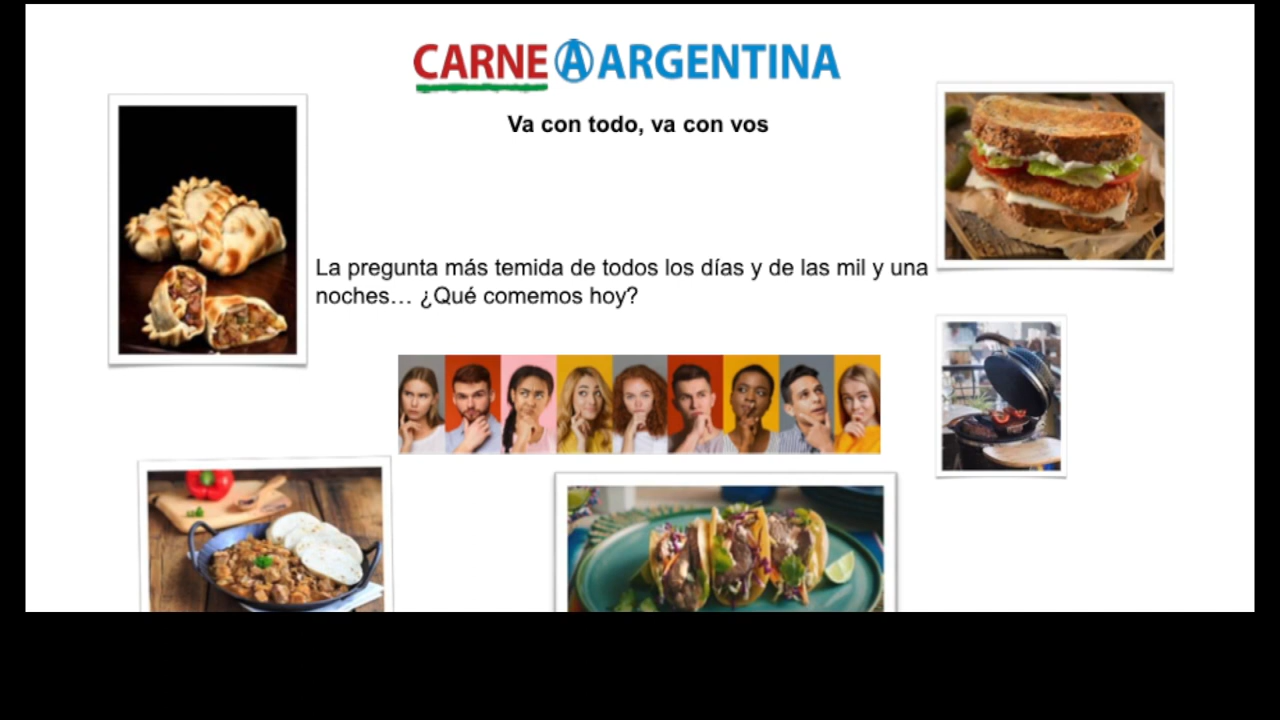 CARNE A ARGENTINA
Va con todo, va con vos
La pregunta más temida de todos los días y de las mil y una
noches… ¿Qué comemos hoy?